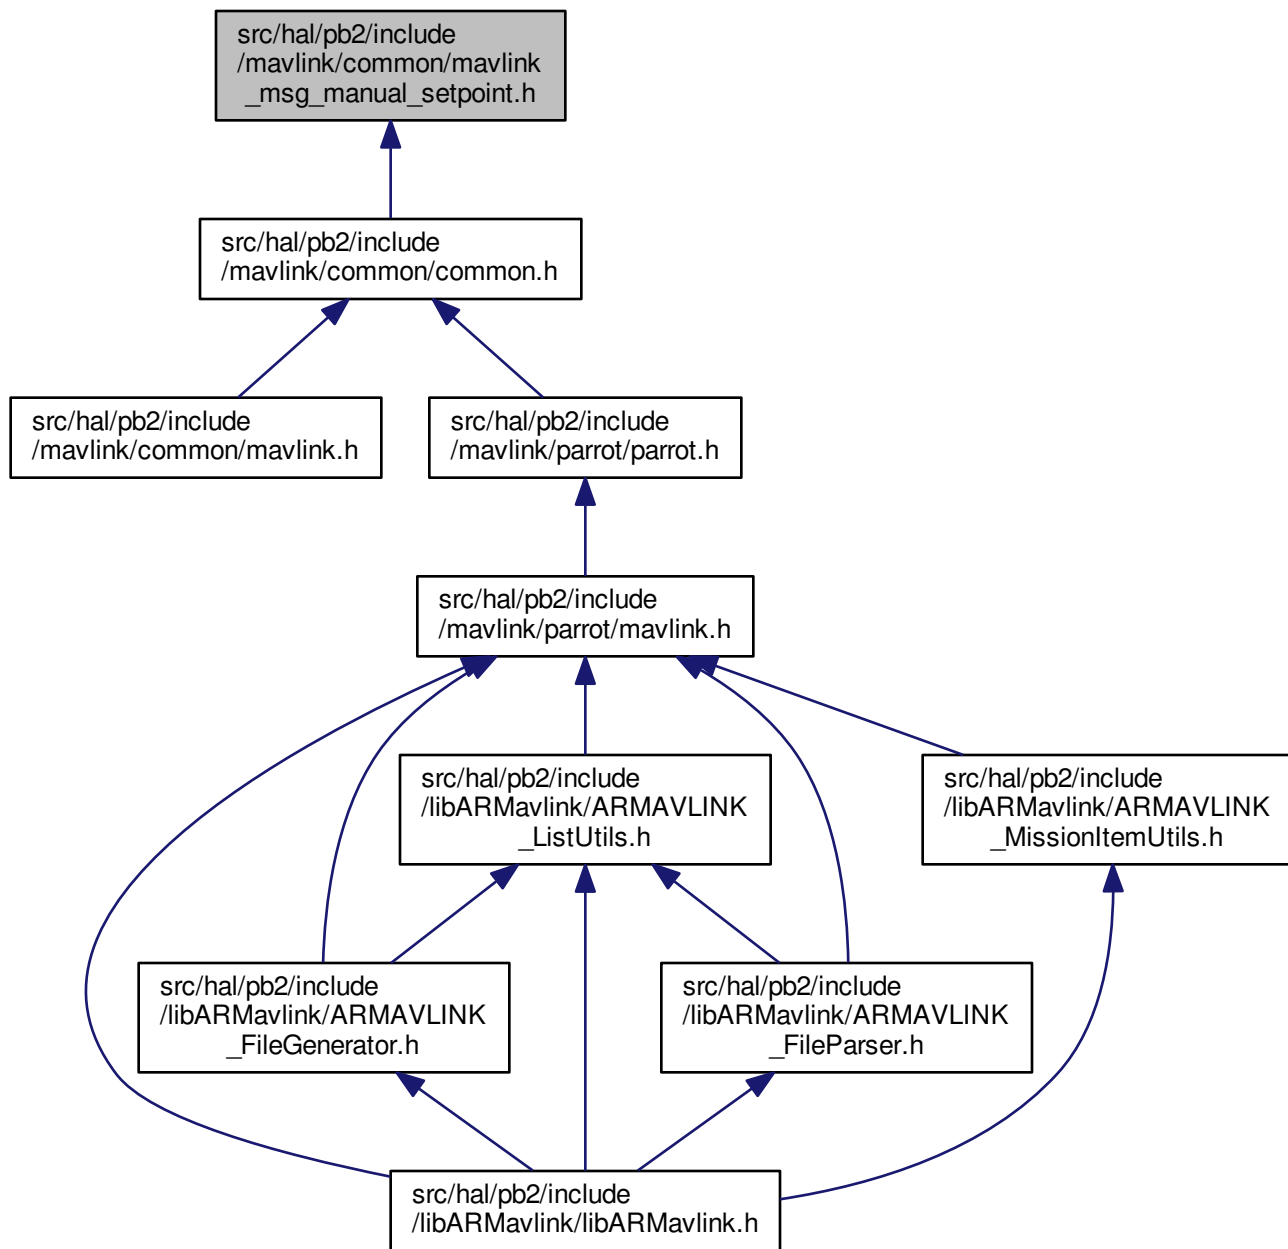 src/hal/pb2/include
/mavlink/common/mavlink
_msg_manual_setpoint.h
src/hal/pb2/include
/mavlink/common/common.h
src/hal/pb2/include
/mavlink/common/mavlink.h
src/hal/pb2/include
/mavlink/parrot/parrot.h
src/hal/pb2/include
/mavlink/parrot/mavlink.h
src/hal/pb2/include
/libARMavlink/ARMAVLINK
_ListUtils.h
src/hal/pb2/include
/libARMavlink/ARMAVLINK
_MissionItemUtils.h
src/hal/pb2/include
/libARMavlink/ARMAVLINK
_FileGenerator.h
src/hal/pb2/include
/libARMavlink/ARMAVLINK
_FileParser.h
src/hal/pb2/include
/libARMavlink/libARMavlink.h